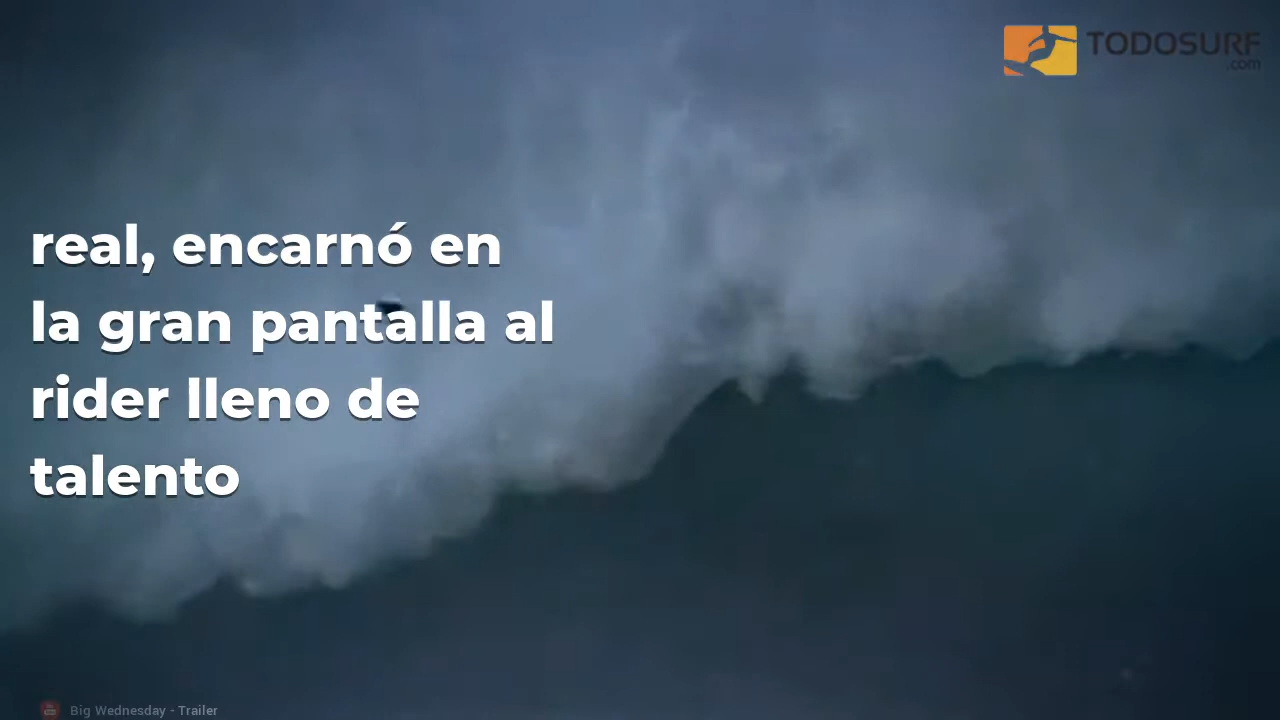 TODOSURF
.com
real, encarnó en
la gran pantalla al
rider lleno de
talento
Big Wednesday - Trailer